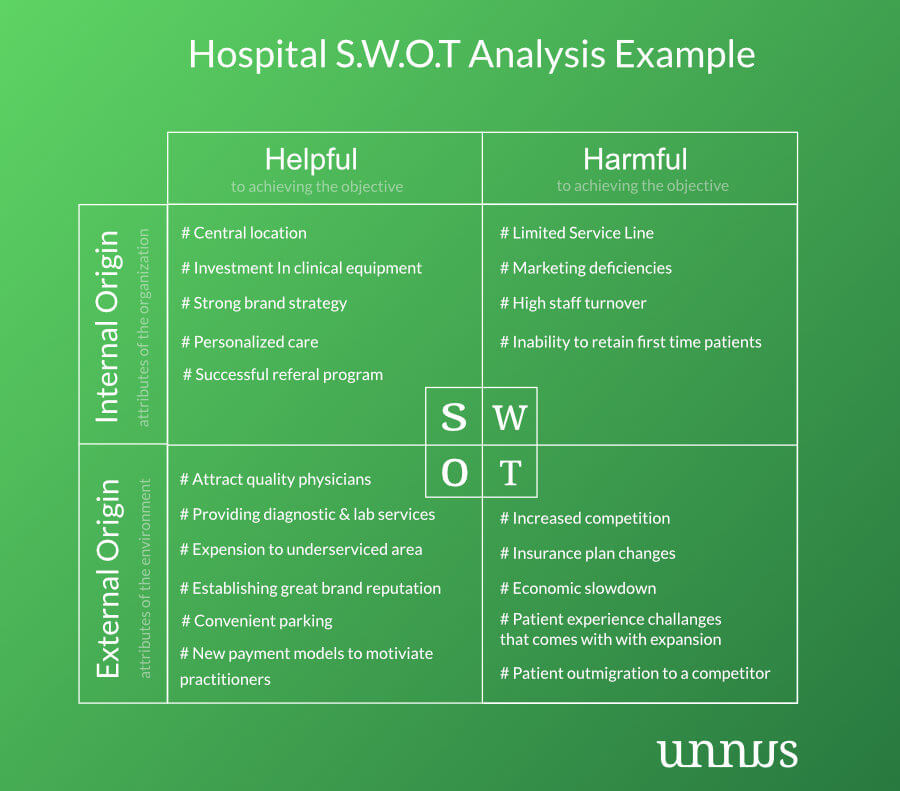 Hospital S.W.O.T Analysis Example
Helpful
to achieving the objective
Harmful
to achieving the objective
Internal Origin
attributes of the organization
# Central location
# Investment In clinical equipment
# Strong brand strategy
# Personalized care
# Successful referal program
# Limited Service Line
# Marketing deficiencies
# High staff turnover
# Inability to retain first time patients
S
W
O
T
External Origin
attributes of the environment
# Attract quality physicians
# Providing diagnostic & lab services
# Expension to underserviced area
# Establishing great brand reputation
# Convenient parking
# New payment models to motiviate
practitioners
# Increased competition
# Insurance plan changes
# Economic slowdown
# Patient experience challanges
that comes with with expansion
# Patient outmigration to a competitor
unnus